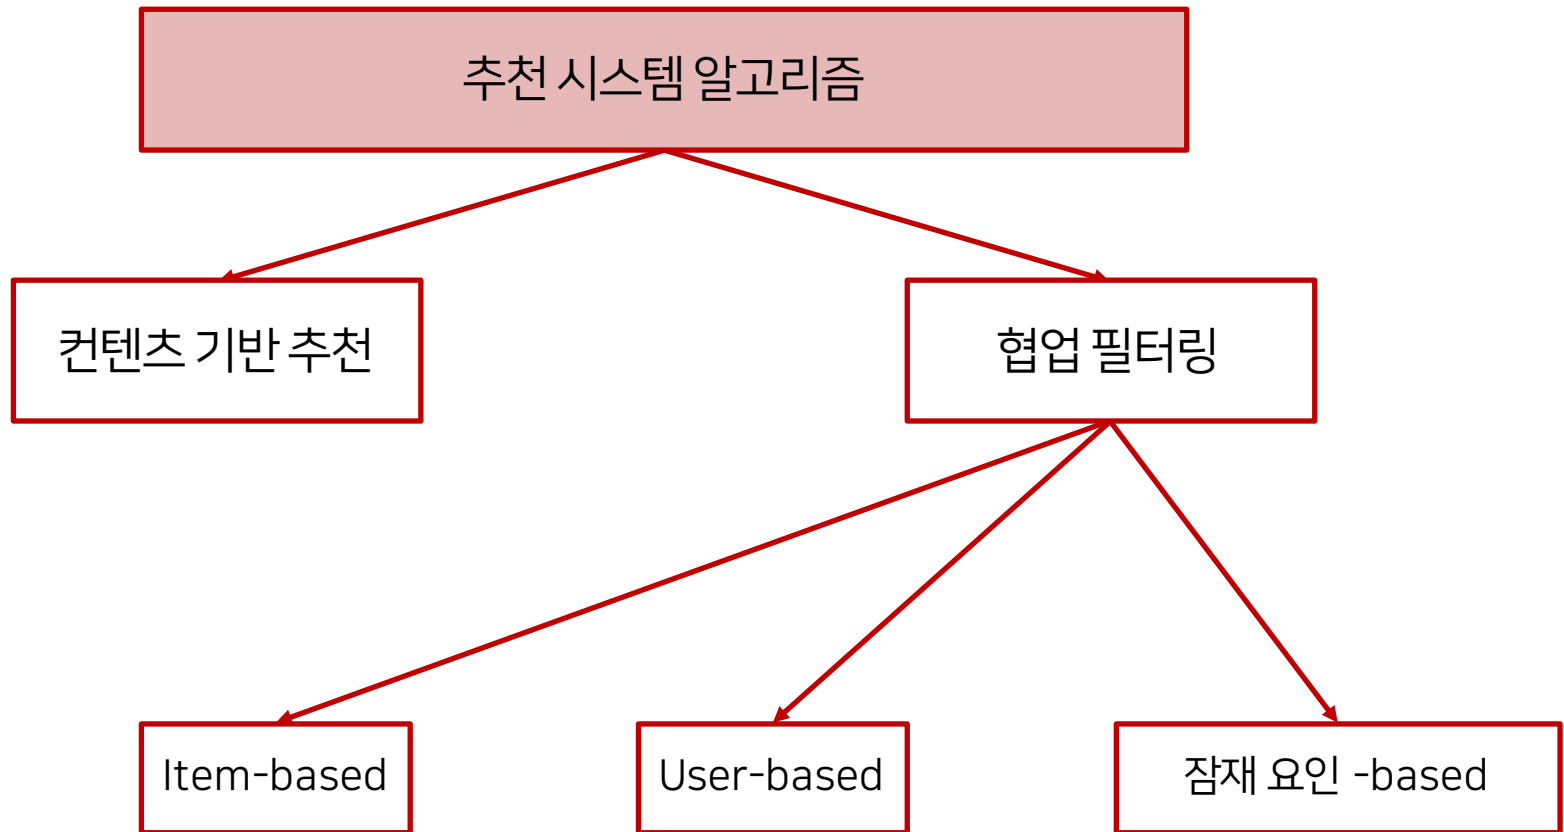 추천 시스템 알고리즘
컨텐츠 기반 추천
협업 필터링
Item-based
User-based
잠재 요인 -based